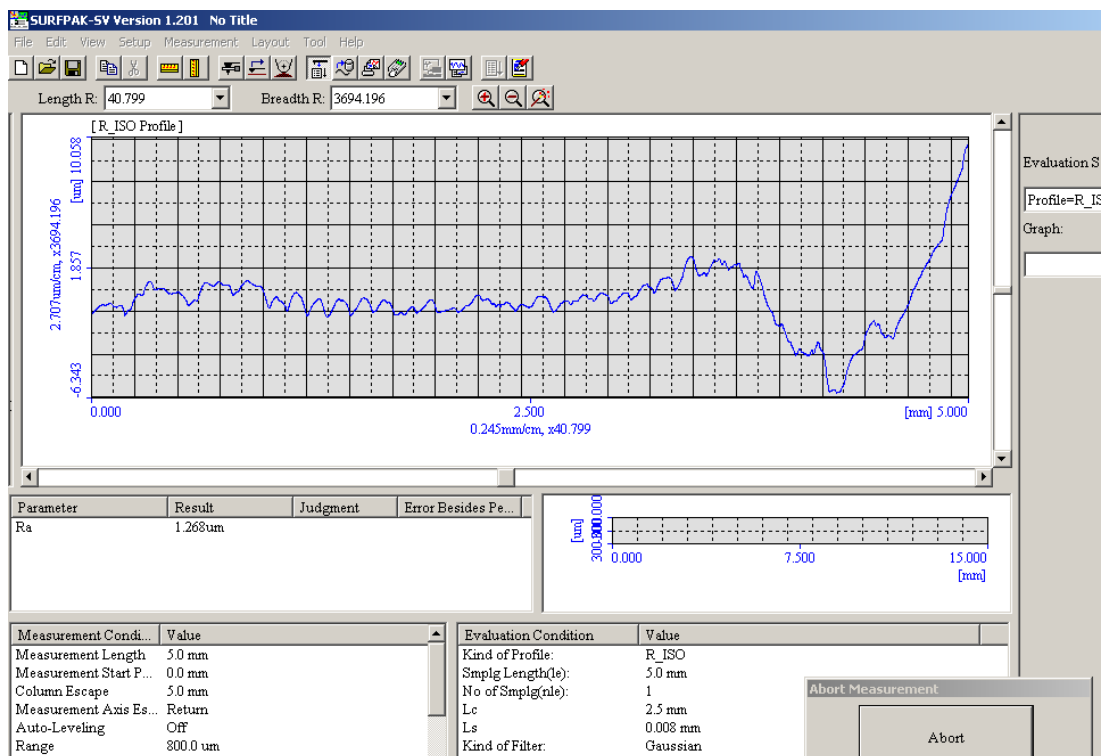 SURFPAK-SV Version 1.201 No Title
File Edit View Setup Measurement Layout Tool Help
Length R: 40.799 Breadth R: 3694.196
[ R_ISO Profile ]
[um] 10.058
1.857
-6.343
2.707um/cm, x3694.196
0.000 2.500 [mm] 5.000
0.245mm/cm, x40.799
Evaluation S
Profile=R_IS
Graph:
Parameter Result Judgment Error Besides Pe...
Ra 1.268um
[um]
0.000 7.500 15.000
[mm]
Measurement Condi... Value
Measurement Length 5.0 mm
Measurement Start P... 0.0 mm
Column Escape 5.0 mm
Measurement Axis Es... Return
Auto-Leveling Off
Range 800.0 um
Evaluation Condition Value
Kind of Profile: R_ISO
Smplg Length(le): 5.0 mm
No of Smplg(nle): 1
Lc 2.5 mm
Ls 0.008 mm
Kind of Filter: Gaussian
Abort Measurement
Abort